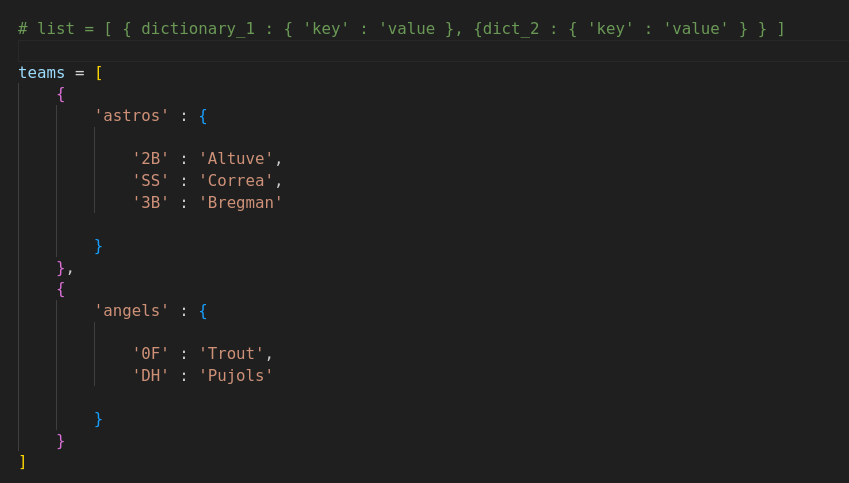 # list = [ { dictionary_1 : { 'key' : 'value }, {dict_2 : { 'key' : 'value' } } ]
teams = [
{
'astros' : {
'2B' : 'Altuve',
'SS' : 'Correa',
'3B' : 'Bregman'
}
},
{
'angels' : {
'0F' : 'Trout',
'DH' : 'Pujols'
}
}
]